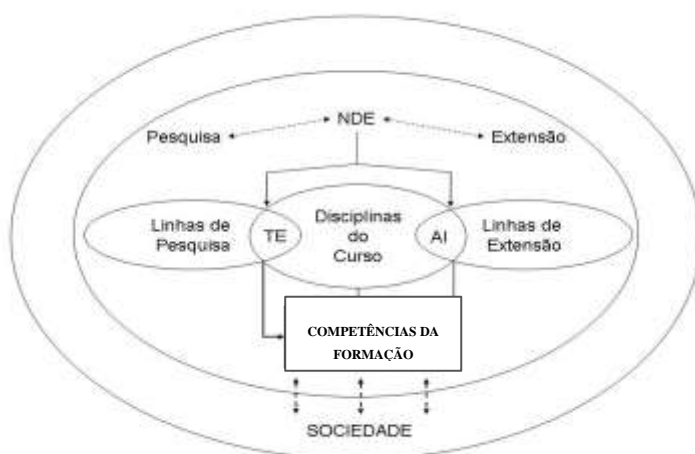 NDE
Pesquisa
Extensão
Linhas de
Pesquisa
TE
Disciplinas
do
Curso
AI
Linhas de
Extensão
COMPETÊNCIAS DA
FORMAÇÃO
SOCIEDADE